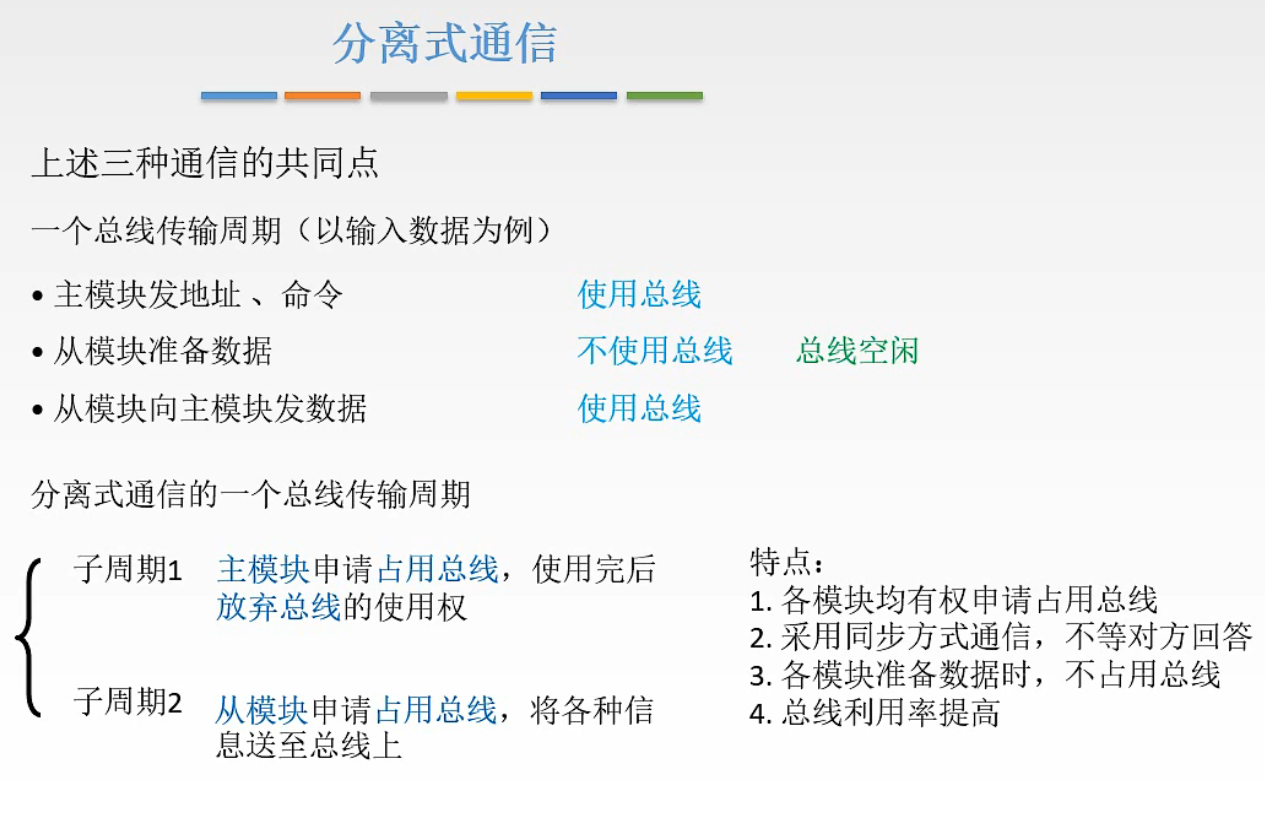 分离式通信
上述三种通信的共同点
一个总线传输周期（以输入数据为例）
• 主模块发地址 、命令 使用总线
• 从模块准备数据 不使用总线 总线空闲
• 从模块向主模块发数据 使用总线
分离式通信的一个总线传输周期
子周期1 主模块申请占用总线，使用完后
放弃总线的使用权
子周期2 从模块申请占用总线，将各种信
息送至总线上
特点：
1. 各模块均有权申请占用总线
2. 采用同步方式通信，不等对方回答
3. 各模块准备数据时，不占用总线
4. 总线利用率提高